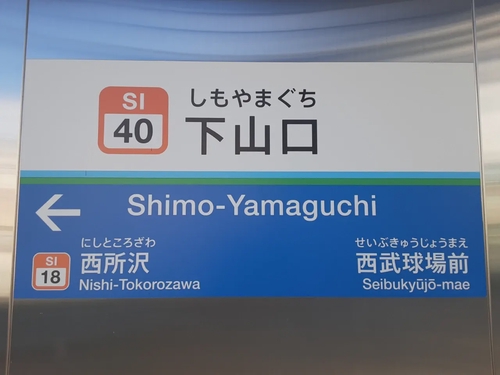 SI
40
しもやまぐち
下山口
Shimo-Yamaguchi
にしところざわ
SI
18
西所沢
Nishi-Tokorozawa
せいぶきゅうじょうまえ
西武球場前
Seibukyūjō-mae